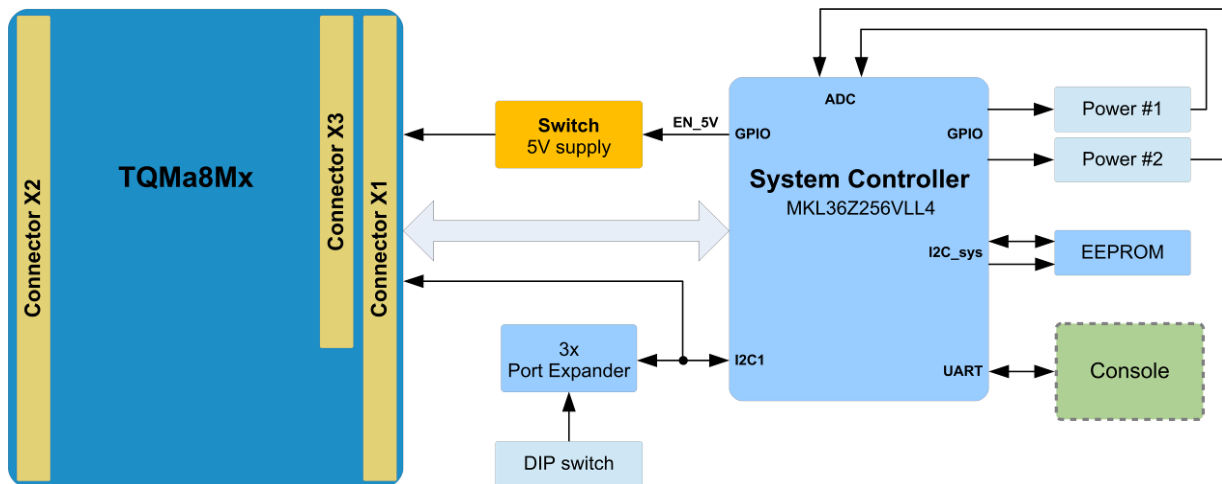 TQMa8Mx
Connector X2
Connector X3
Connector X1
Switch
5V supply
EN_5V
ADC
GPIO
GPIO
System Controller
MKL36Z256VLL4
I2C_sys
I2C1
UART
Power #1
Power #2
EEPROM
Console
3x
Port Expander
DIP switch